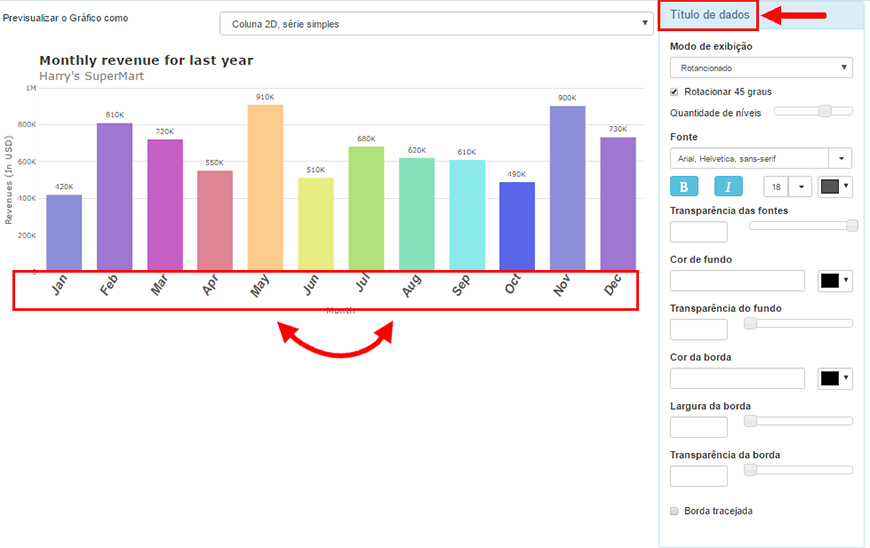 Previsualizar o Gráfico como
Coluna 2D, série simples
Monthly revenue for last year
Harry's SuperMart
Revenues (In USD)
1M
800K
600K
400K
200K
0
420K
810K
720K
550K
910K
510K
680K
620K
610K
490K
900K
730K
Jan
Feb
Mar
Apr
May
Jun
Jul
Aug
Sep
Oct
Nov
Dec
Month
Título de dados
Modo de exibição
Rotancionado
Rotacionar 45 graus
Quantidade de níveis
Fonte
Arial, Helvetica, sans-serif
B I 18
Transparência das fontes
Cor de fundo
Transparência do fundo
Cor da borda
Largura da borda
Transparência da borda
Borda tracejada